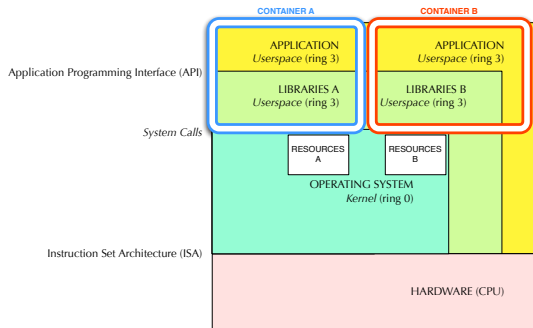 CONTAINER A
CONTAINER B
APPLICATION
Userspace (ring 3)
APPLICATION
Userspace (ring 3)
Application Programming Interface (API)
LIBRARIES A
Userspace (ring 3)
LIBRARIES B
Userspace (ring 3)
System Calls
RESOURCES
A
RESOURCES
B
OPERATING SYSTEM
Kernel (ring 0)
Instruction Set Architecture (ISA)
HARDWARE (CPU)